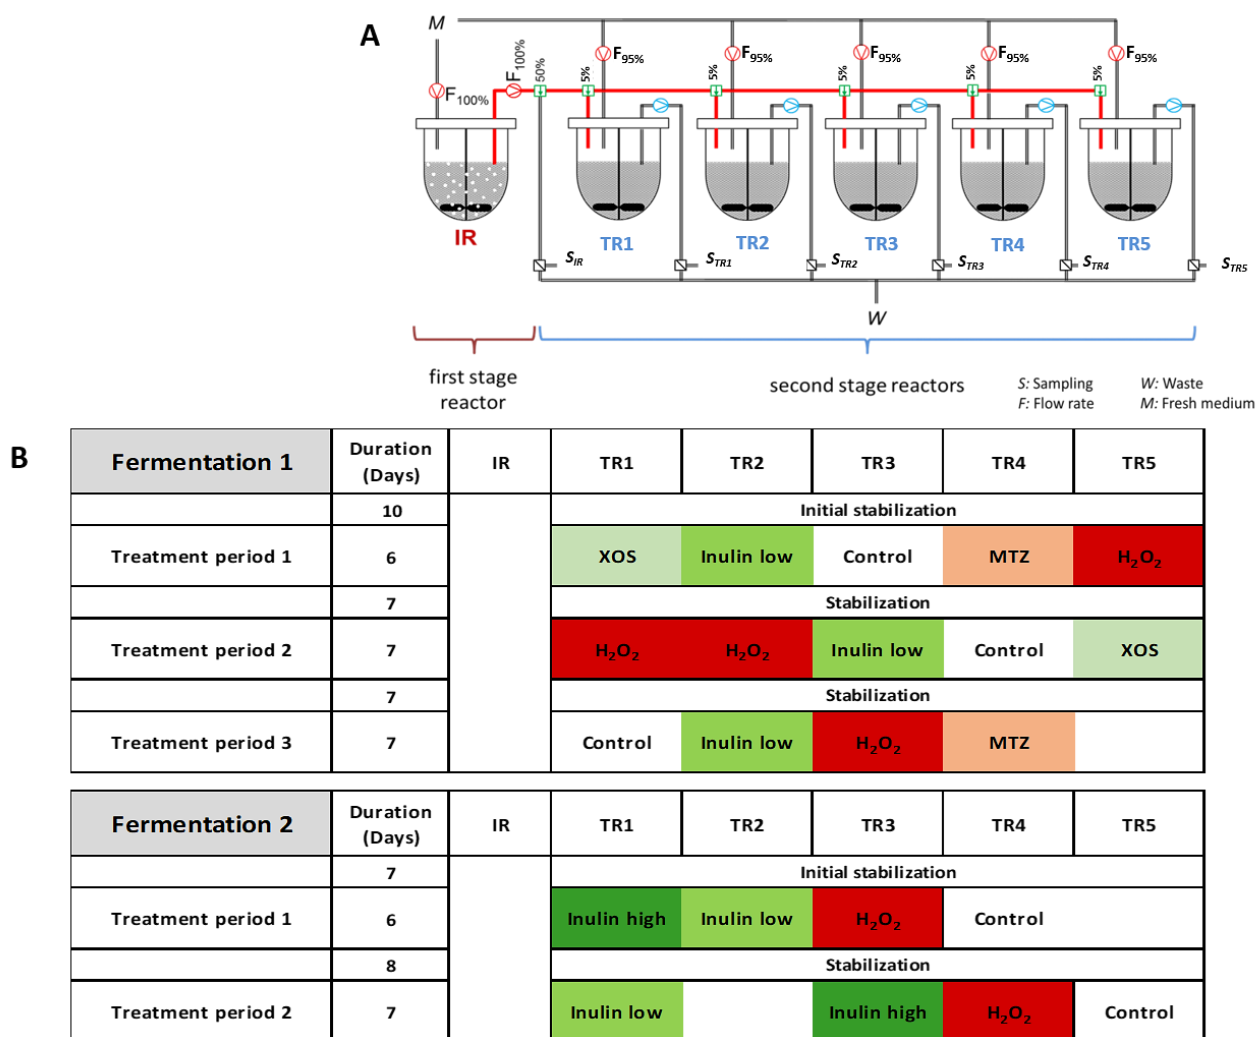 A
M
F100%
F100%
50%
5%
F95%
5%
F95%
5%
F95%
5%
F95%
5%
F95%
IR
TR1
TR2
TR3
TR4
TR5
SIR
STR1
STR2
STR3
STR4
STR5
W
first stage
reactor
second stage reactors
S: Sampling W: Waste
F: Flow rate M: Fresh medium
B
Fermentation 1 Duration (Days) IR TR1 TR2 TR3 TR4 TR5
10 Initial stabilization
Treatment period 1 6 XOS Inulin low Control MTZ H2O2
7 Stabilization
Treatment period 2 7 H2O2 H2O2 Inulin low Control XOS
7 Stabilization
Treatment period 3 7 Control Inulin low H2O2 MTZ
Fermentation 2 Duration (Days) IR TR1 TR2 TR3 TR4 TR5
7 Initial stabilization
Treatment period 1 6 Inulin high Inulin low H2O2 Control
8 Stabilization
Treatment period 2 7 Inulin low Inulin high H2O2 Control